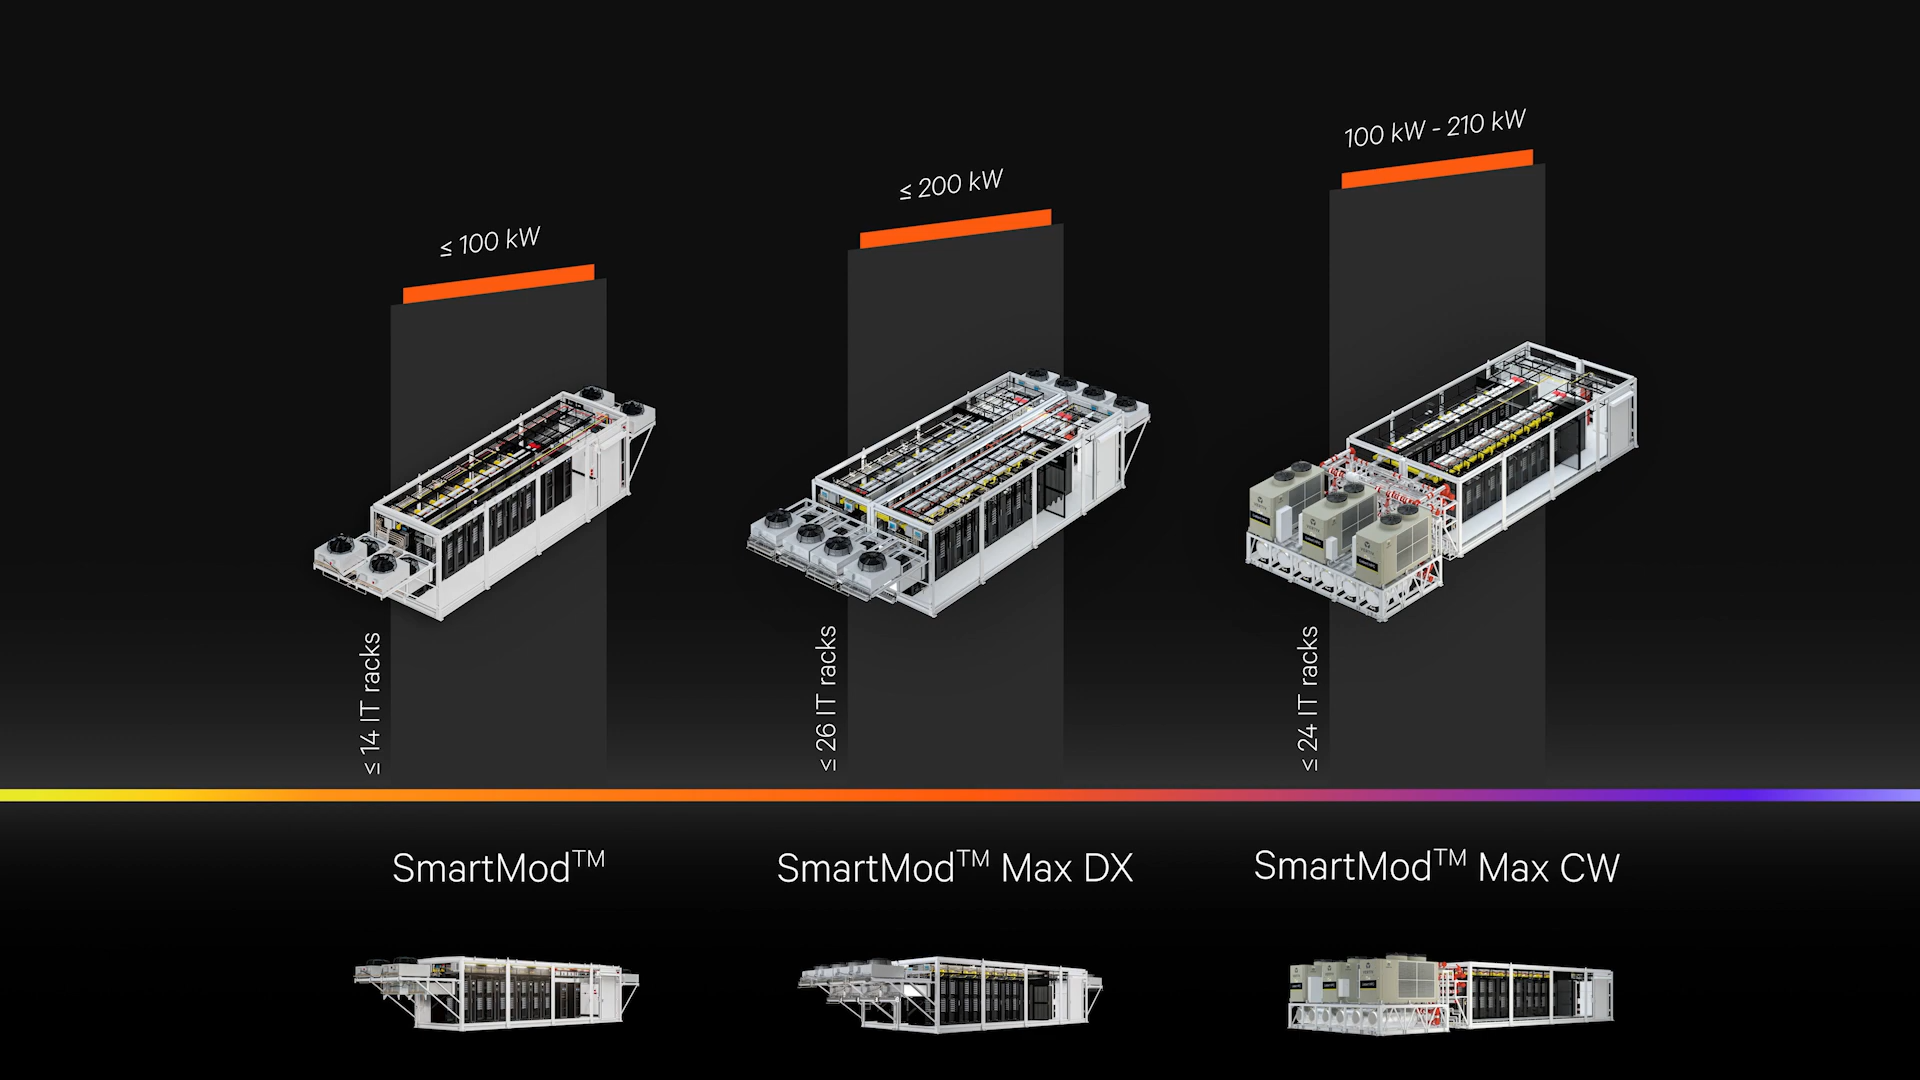 ≤ 100 kW
≤ 200 kW
100 kW - 210 kW
≤ 14 IT racks
≤ 26 IT racks
≤ 24 IT racks
SmartMod™
SmartMod™ Max DX
SmartMod™ Max CW